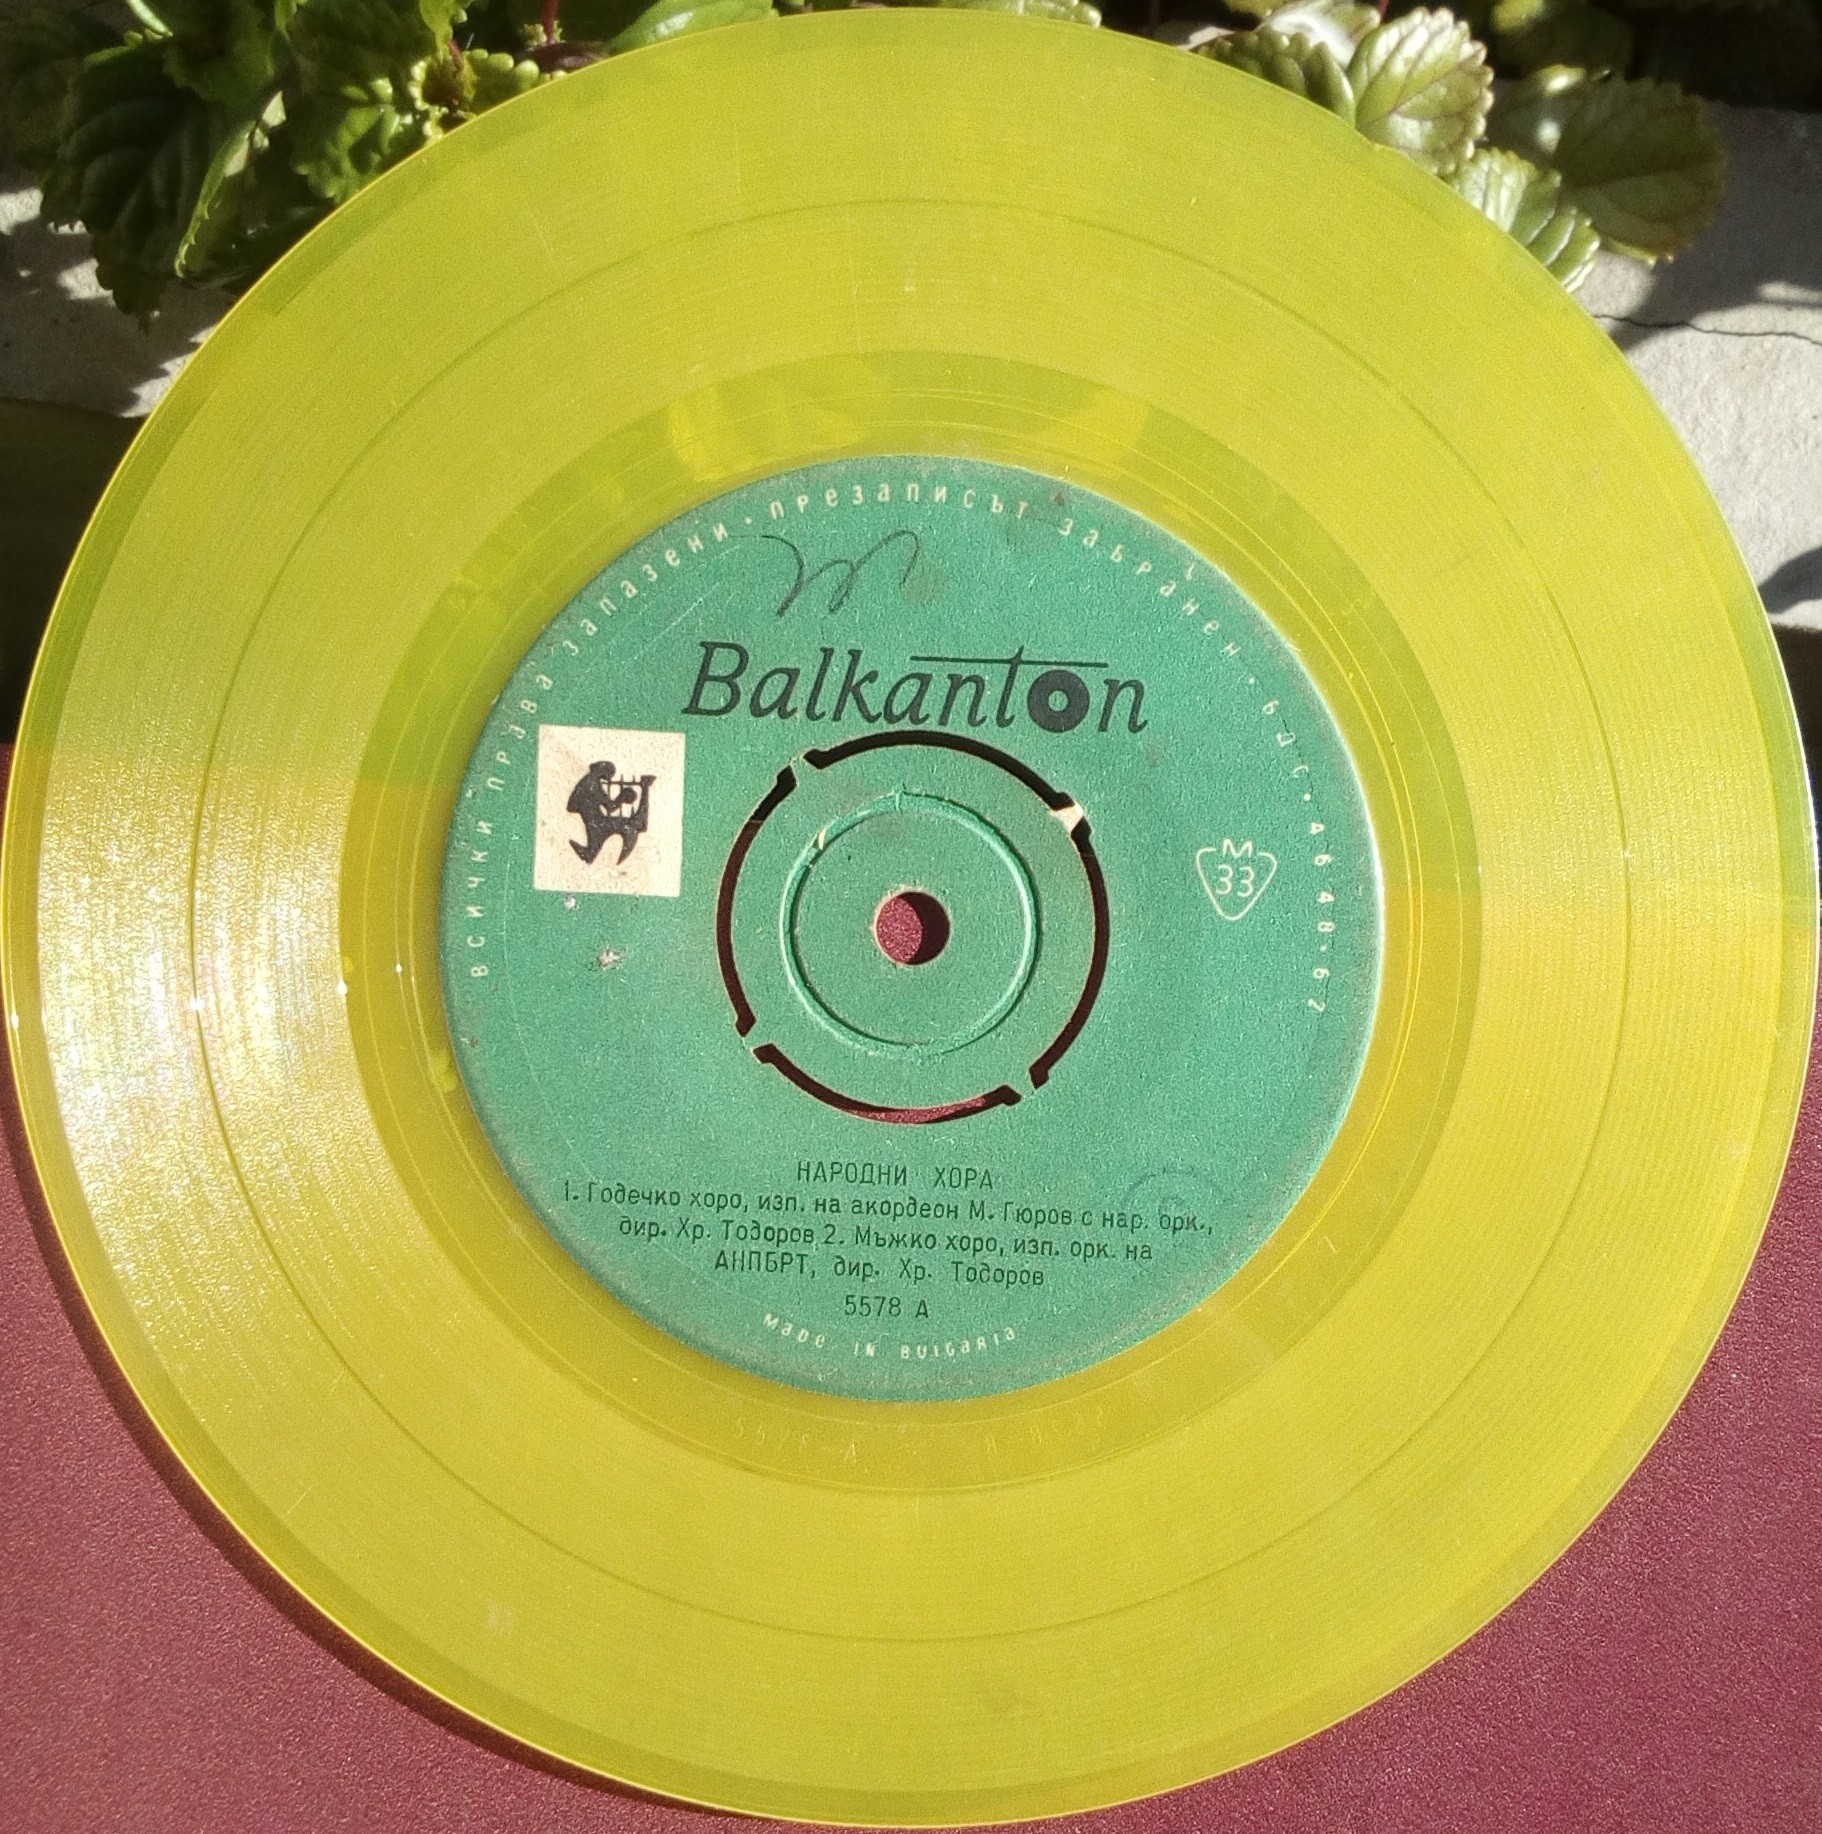 ВСИЧКИ ПРАВА ЗАПАЗЕНИ · ПРЕЗАПИСЪТ ЗАБРАНЕН · БДС · 4648·62
Balkanton
M
33
НАРОДНИ ХОРА
1. Годечко хоро, изп. на акордеон М. Гюров с нар. орк.,
дир. Хр. Тодоров 2. Мъжко хоро, изп. орк. на
АНПБРТ, дир. Хр. Тодоров
5578 А
MADE IN BULGARIA